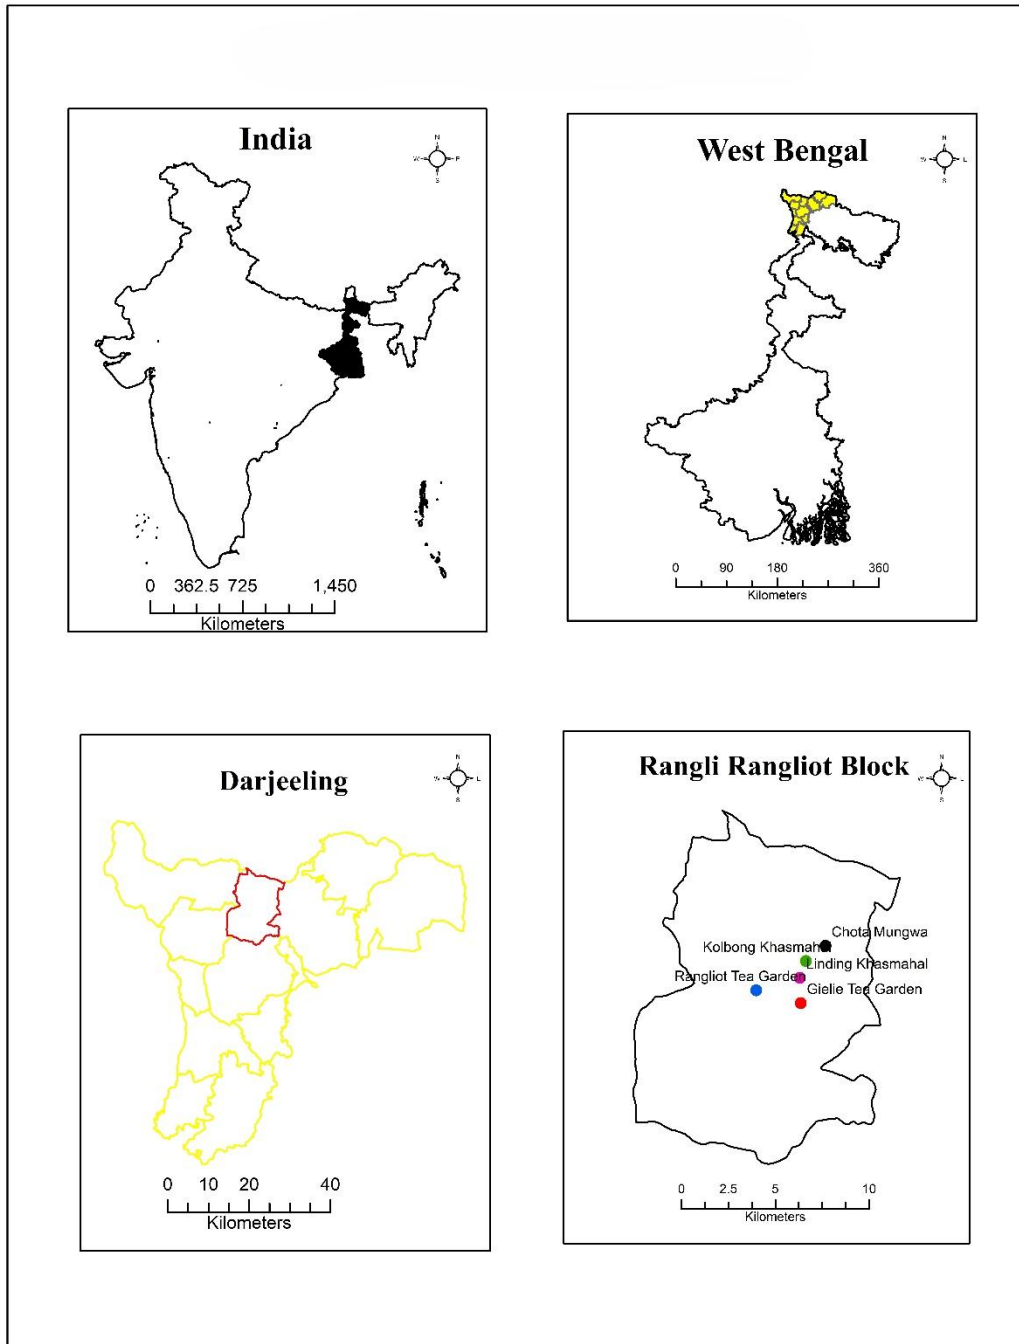 India
N
W
E
S
0 362.5 725 1,450
Kilometers
West Bengal
N
W
L
S
0 90 180 360
Kilometers
Darjeeling
N
W
L
S
0 10 20 40
Kilometers
Rangli Rangliot Block
N
W
L
S
Chota Mungwa
Kolbong Khasmahal
Linding Khasmahal
Rangliot Tea Garden
Gielie Tea Garden
0 2.5 5 10
Kilometers